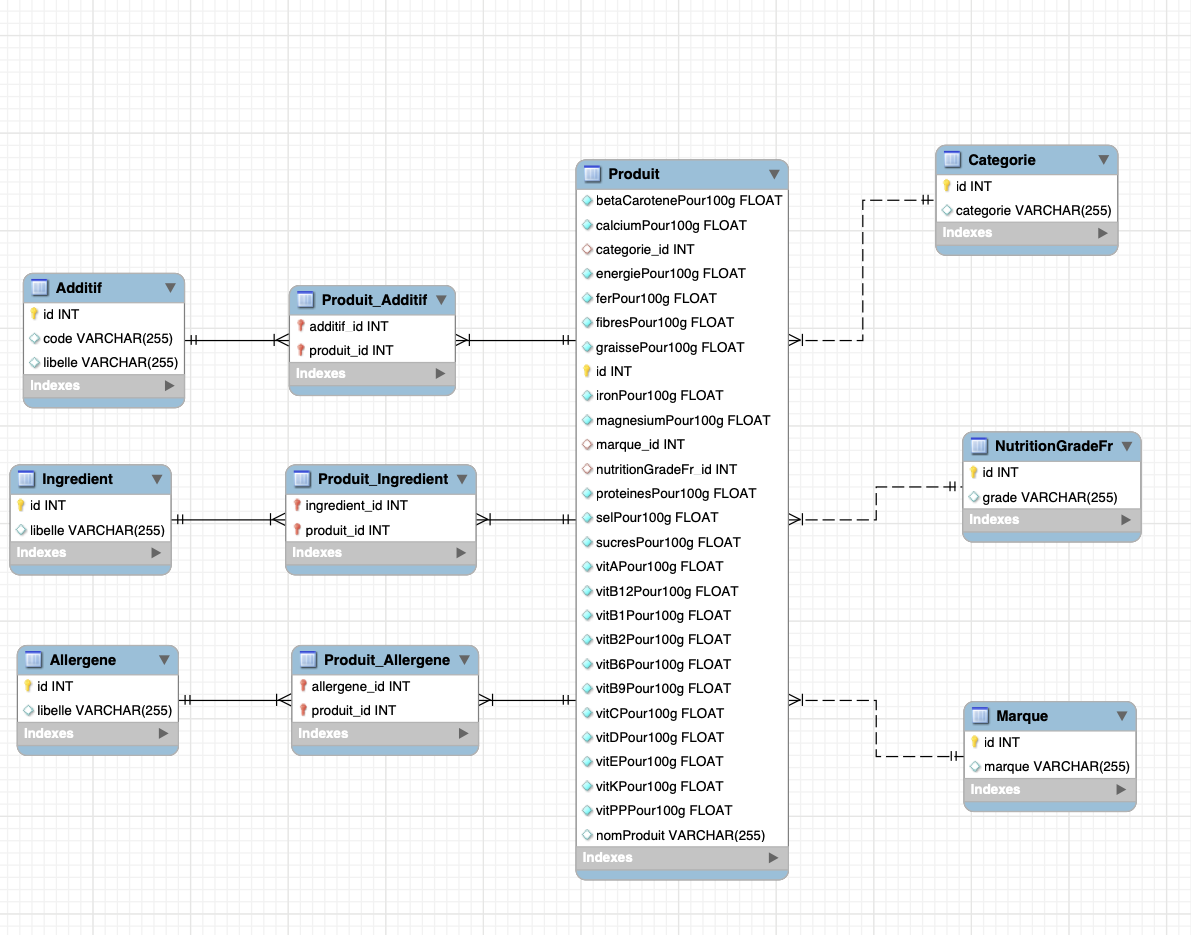 Additif
id INT
code VARCHAR(255)
libelle VARCHAR(255)
Indexes
Produit_Additif
additif_id INT
produit_id INT
Indexes
Ingredient
id INT
libelle VARCHAR(255)
Indexes
Produit_Ingredient
ingredient_id INT
produit_id INT
Indexes
Allergene
id INT
libelle VARCHAR(255)
Indexes
Produit_Allergene
allergene_id INT
produit_id INT
Indexes
Produit
betaCarotenePour100g FLOAT
calciumPour100g FLOAT
categorie_id INT
energiePour100g FLOAT
ferPour100g FLOAT
fibresPour100g FLOAT
graissePour100g FLOAT
id INT
ironPour100g FLOAT
magnesiumPour100g FLOAT
marque_id INT
nutritionGradeFr_id INT
proteinesPour100g FLOAT
selPour100g FLOAT
sucresPour100g FLOAT
vitAPour100g FLOAT
vitB12Pour100g FLOAT
vitB1Pour100g FLOAT
vitB2Pour100g FLOAT
vitB6Pour100g FLOAT
vitB9Pour100g FLOAT
vitCPour100g FLOAT
vitDPour100g FLOAT
vitEPour100g FLOAT
vitKPour100g FLOAT
vitPPPour100g FLOAT
nomProduit VARCHAR(255)
Indexes
Categorie
id INT
categorie VARCHAR(255)
Indexes
NutritionGradeFr
id INT
grade VARCHAR(255)
Indexes
Marque
id INT
marque VARCHAR(255)
Indexes